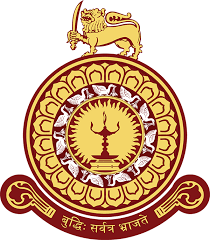 बुद्धिः सर्वत्र भ्राजते